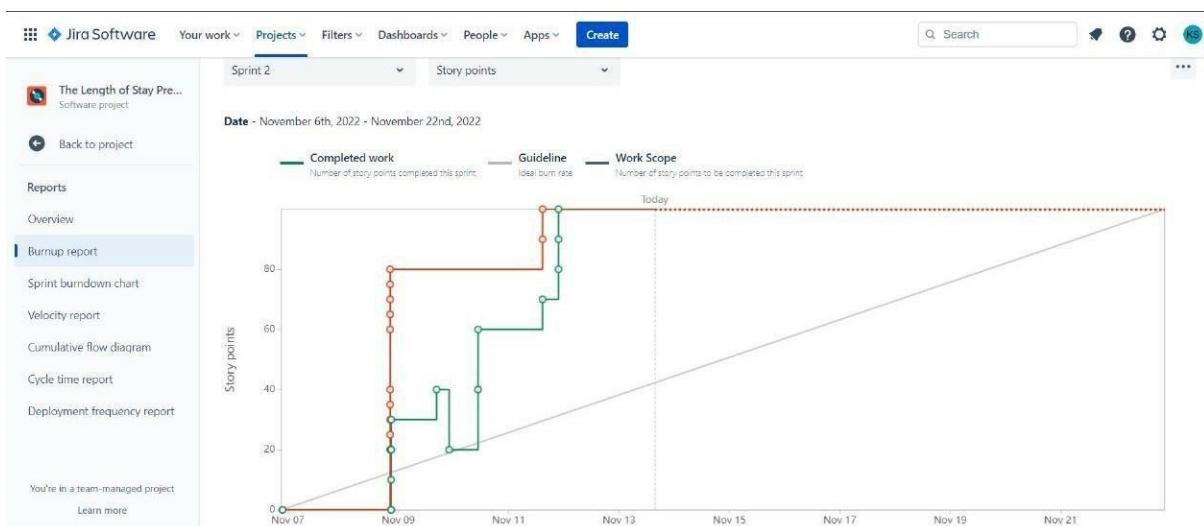 Jira Software
Your work Projects Filters Dashboards People Apps Create
Search
KS
The Length of Stay Pre...
Software project
Back to project
Reports
Overview
Burnup report
Sprint burndown chart
Velocity report
Cumulative flow diagram
Cycle time report
Deployment frequency report
You're in a team-managed project
Learn more
Sprint 2
Story points
Date - November 6th, 2022 - November 22nd, 2022
Completed work
Number of story points completed this sprint
Guideline
Ideal burn rate
Work Scope
Number of story points to be completed this sprint
Today
80
60
40
20
0
Story points
Nov 07 Nov 09 Nov 11 Nov 13 Nov 15 Nov 17 Nov 19 Nov 21